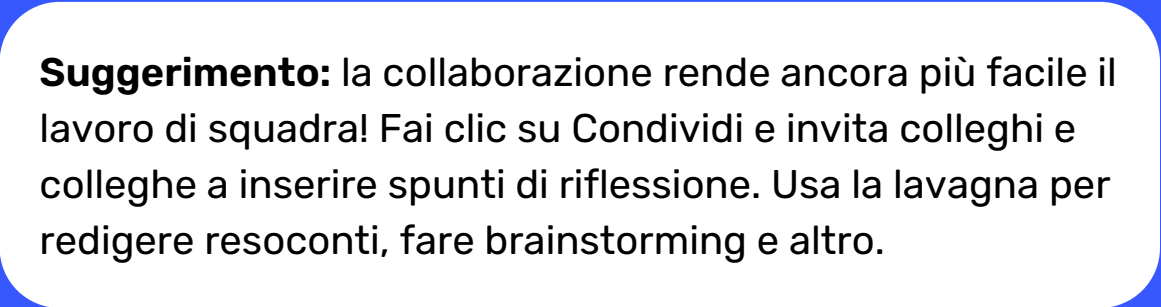 Suggerimento: la collaborazione rende ancora più facile il
lavoro di squadra! Fai clic su Condividi e invita colleghi e
colleghe a inserire spunti di riflessione. Usa la lavagna per
redigere resoconti, fare brainstorming e altro.